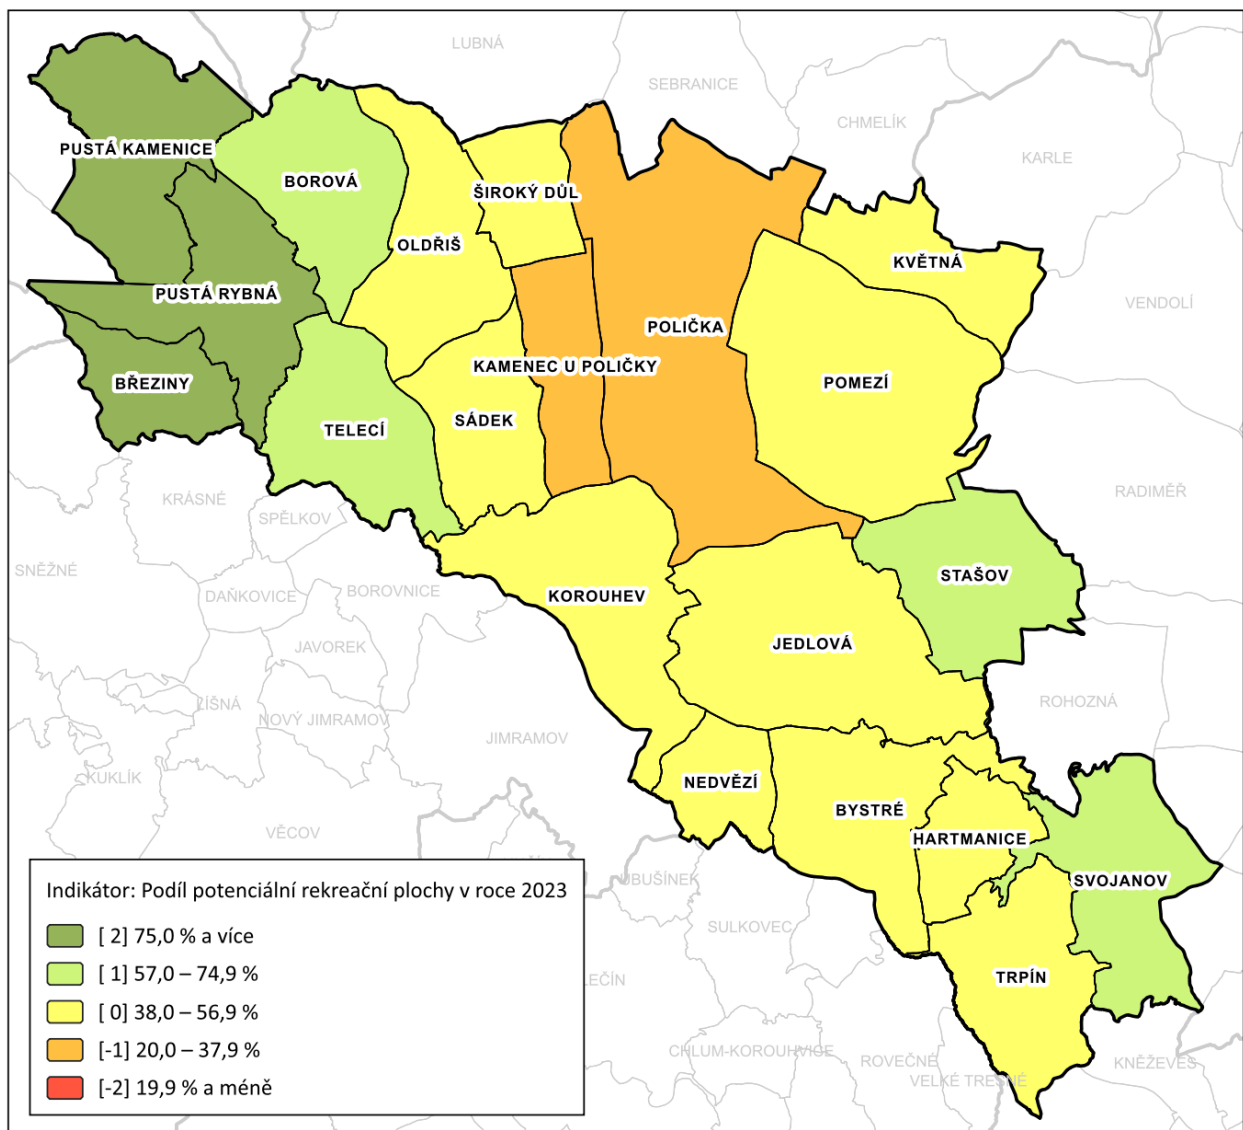 LUBNÁ
SEBRANICE
CHMELÍK
KARLE
PUSTÁ KAMENICE
BOROVÁ
ŠIROKÝ DŮL
OLDŘIŠ
KVĚTNÁ
PUSTÁ RYBNÁ
VENDOLÍ
POLIČKA
KAMENEC U POLIČKY
BŘEZINY
POMEZÍ
SÁDEK
TELECÍ
KRÁSNÉ
RADIMĚŘ
SPĚLKOV
SNĚŽNÉ
STAŠOV
DAŇKOVICE
BOROVNICE
KOROUHEV
JAVOREK
JEDLOVÁ
LÍŠNÁ
ROHOZNÁ
NOVÝ JIMRAMOV
JIMRAMOV
KUKLÍK
NEDVĚZÍ
BYSTRÉ
VĚCOV
HARTMANICE
UBUŠÍNEK
SVOJANOV
Indikátor: Podíl potenciální rekreační plochy v roce 2023
SULKOVEC
[ 2] 75,0 % a více
[ 1] 57,0 – 74,9 %
LEČÍN
TRPÍN
[ 0] 38,0 – 56,9 %
[-1] 20,0 – 37,9 %
CHLUM-KOROUHVICE
ROVEČNÉ
KNĚŽEVES
VELKÉ TRESNÉ
[-2] 19,9 % a méně